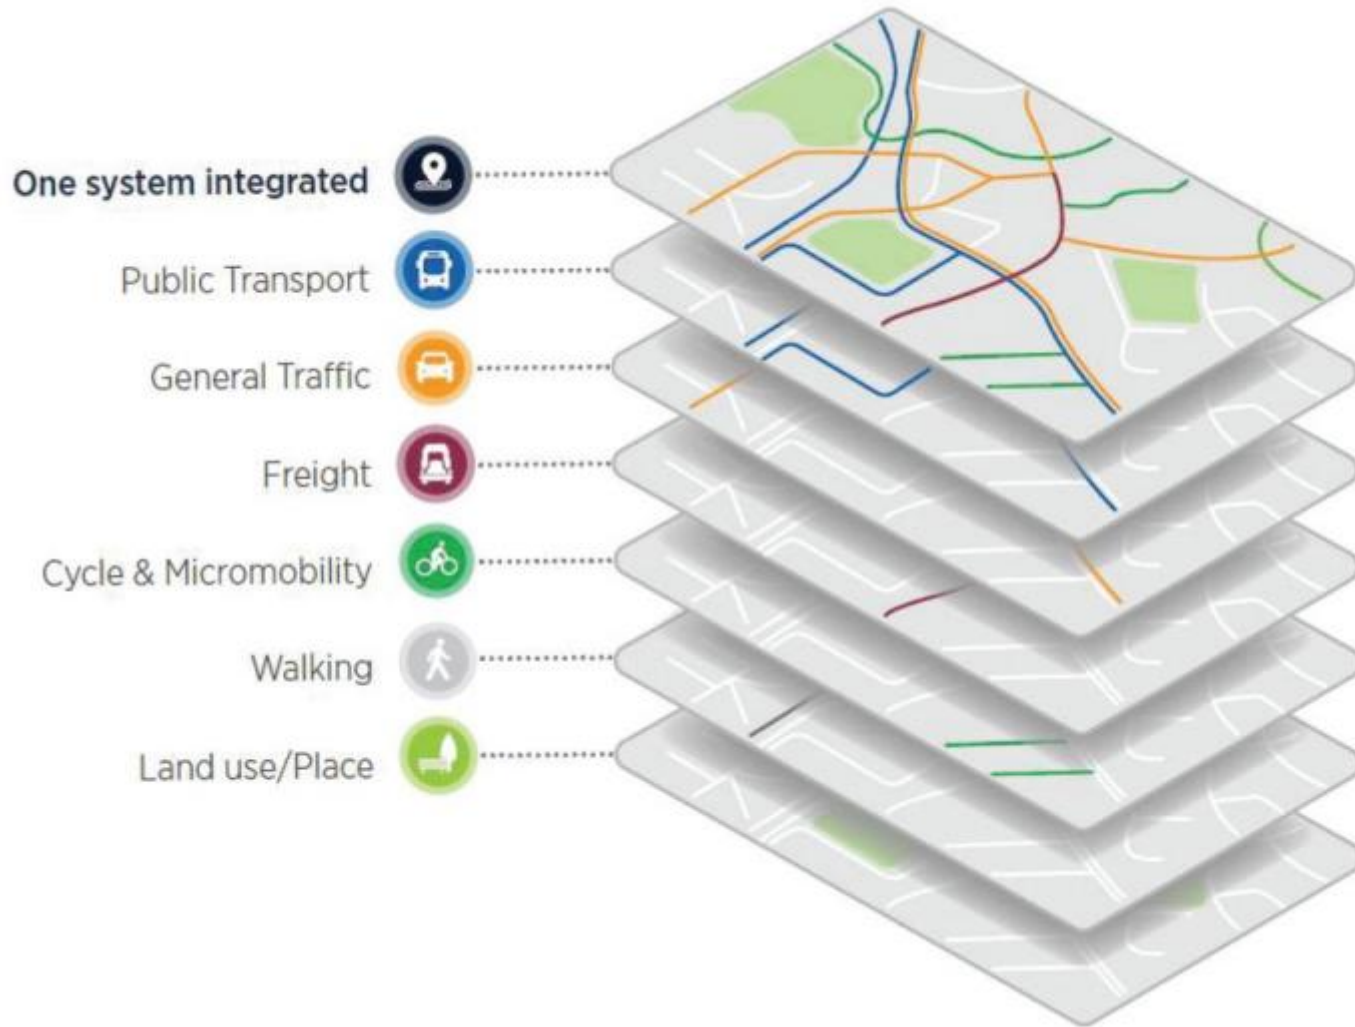 One system integrated
Public Transport
General Traffic
Freight
Cycle & Micromobility
Walking
Land use/Place